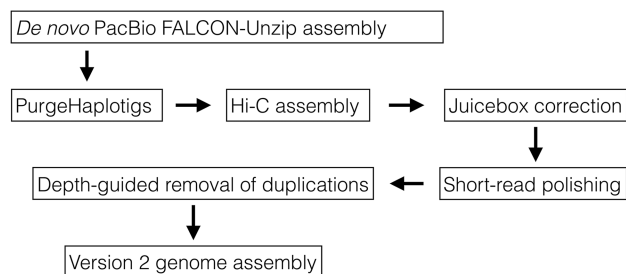 De novo PacBio FALCON-Unzip assembly
PurgeHaplotigs
Hi-C assembly
Juicebox correction
Short-read polishing
Depth-guided removal of duplications
Version 2 genome assembly